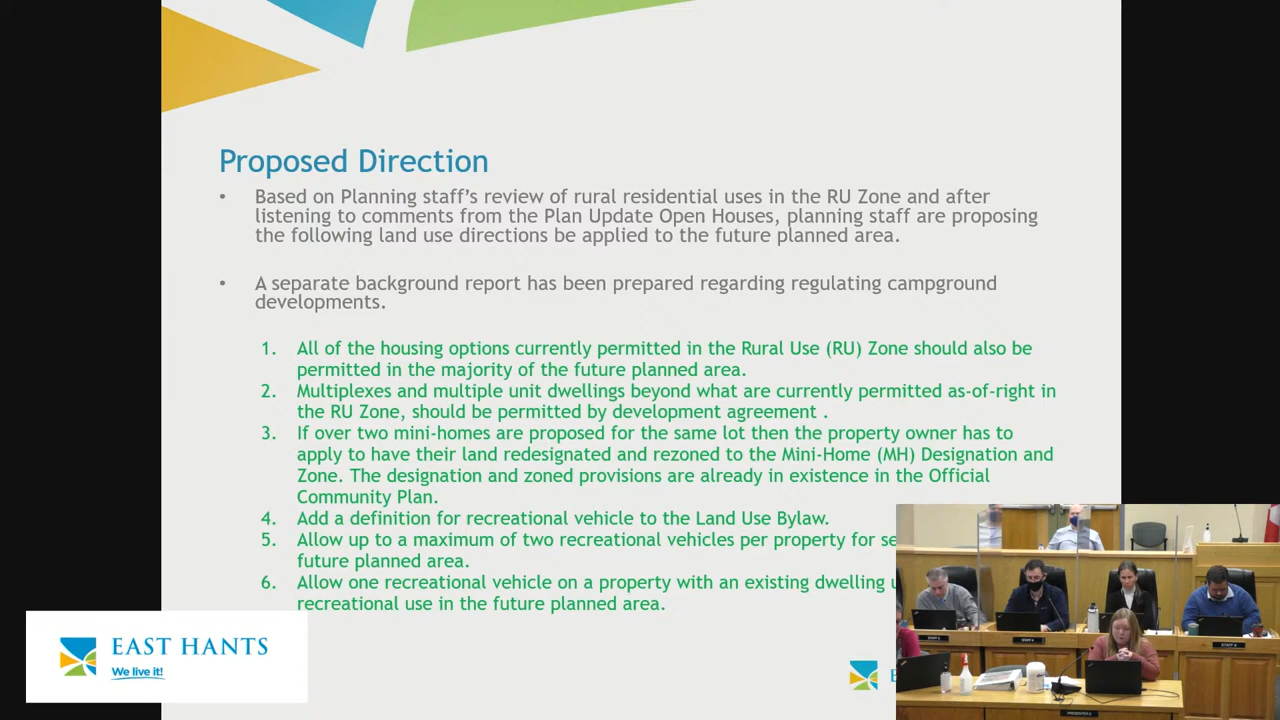 Proposed Direction
• Based on Planning staff's review of rural residential uses in the RU Zone and after
listening to comments from the Plan Update Open Houses, planning staff are proposing
the following land use directions be applied to the future planned area.
• A separate background report has been prepared regarding regulating campground
developments.
1. All of the housing options currently permitted in the Rural Use (RU) Zone should also be
permitted in the majority of the future planned area.
2. Multiplexes and multiple unit dwellings beyond what are currently permitted as-of-right in
the RU Zone, should be permitted by development agreement .
3. If over two mini-homes are proposed for the same lot then the property owner has to
apply to have their land redesignated and rezoned to the Mini-Home (MH) Designation and
Zone. The designation and zoned provisions are already in existence in the Official
Community Plan.
4. Add a definition for recreational vehicle to the Land Use Bylaw.
5. Allow up to a maximum of two recreational vehicles per property for
future planned area.
6. Allow one recreational vehicle on a property with an existing dwelling
recreational use in the future planned area.
EAST HANTS
We live it!